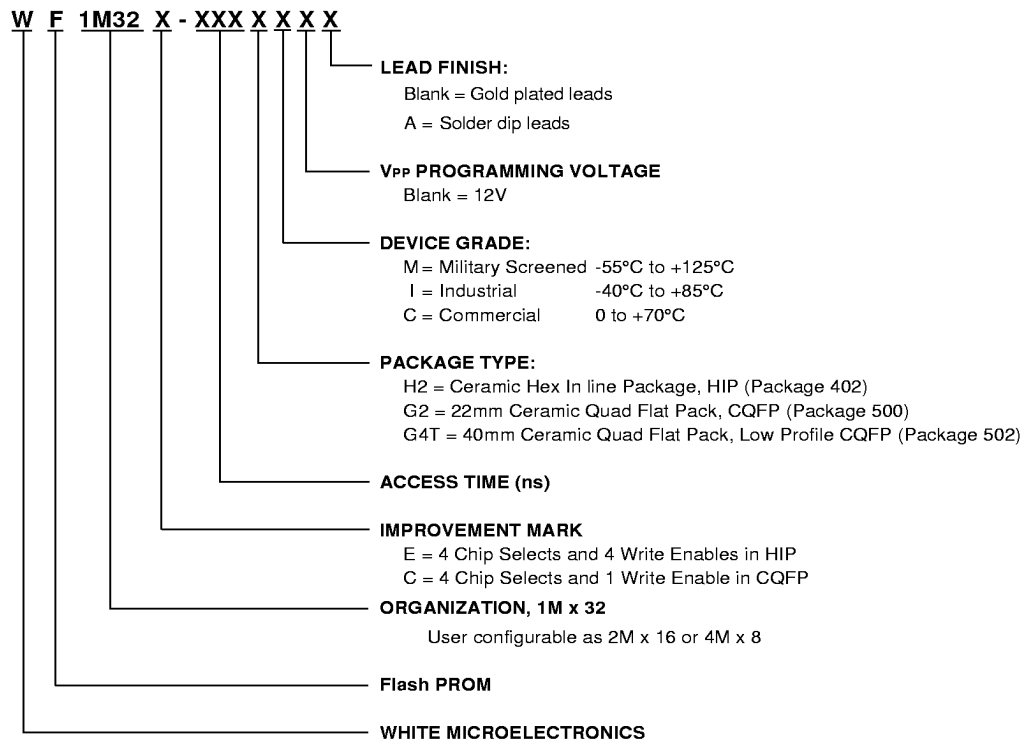 W F 1M32 X - XXX X X X X
LEAD FINISH:
Blank = Gold plated leads
A = Solder dip leads
VPP PROGRAMMING VOLTAGE
Blank = 12V
DEVICE GRADE:
M = Military Screened -55°C to +125°C
I = Industrial -40°C to +85°C
C = Commercial 0 to +70°C
PACKAGE TYPE:
H2 = Ceramic Hex In line Package, HIP (Package 402)
G2 = 22mm Ceramic Quad Flat Pack, CQFP (Package 500)
G4T = 40mm Ceramic Quad Flat Pack, Low Profile CQFP (Package 502)
ACCESS TIME (ns)
IMPROVEMENT MARK
E = 4 Chip Selects and 4 Write Enables in HIP
C = 4 Chip Selects and 1 Write Enable in CQFP
ORGANIZATION, 1M x 32
User configurable as 2M x 16 or 4M x 8
Flash PROM
WHITE MICROELECTRONICS